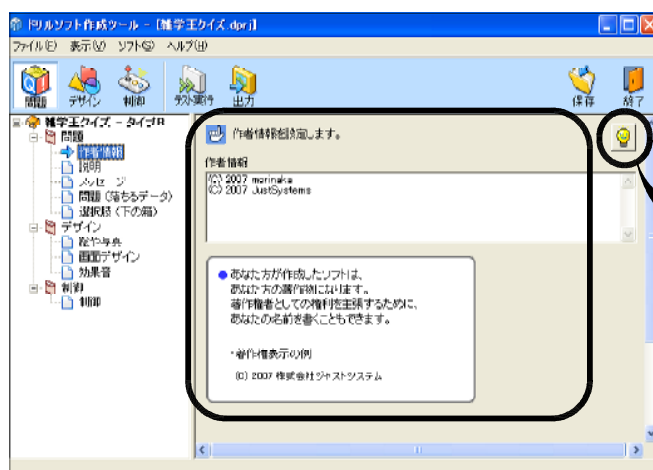 ドリルソフト作成ツール - [雑学王クイズ.dprj]
ファイル(F) 表示(V) ソフト(S) ヘルプ(H)
問題 デザイン 制御 テスト実行 出力 保存 終了
雑学王クイズ - タイプB
問題
作者情報
説明
メッセージ
問題（落ちるデータ）
選択肢（下の箱）
デザイン
絵や写真
画面デザイン
効果音
制御
制御
作者情報を設定します。
作者情報
(C) 2007 morinaka
(C) 2007 JustSystems
●あなた方が作成したソフトは、
あなた方の著作物になります。
著作権者としての権利を主張するために、
あなたの名前を書くこともできます。
・著作権表示の例
(C) 2007 株式会社ジャストシステム